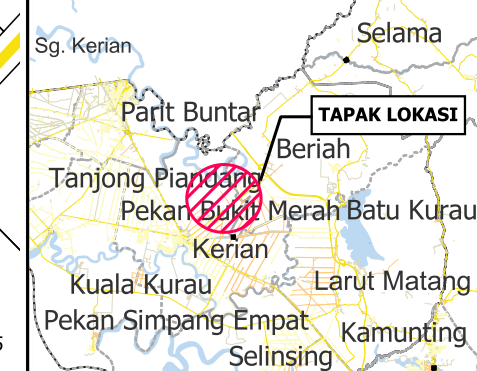 Selama
Sg. Kerian
Parit Buntar
TAPAK LOKASI
Beriah
Tanjong Piandang
Pekan Bukit Merah
Batu Kurau
Kerian
Kuala Kurau
Larut Matang
Pekan Simpang Empat
Kamunting
Selinsing